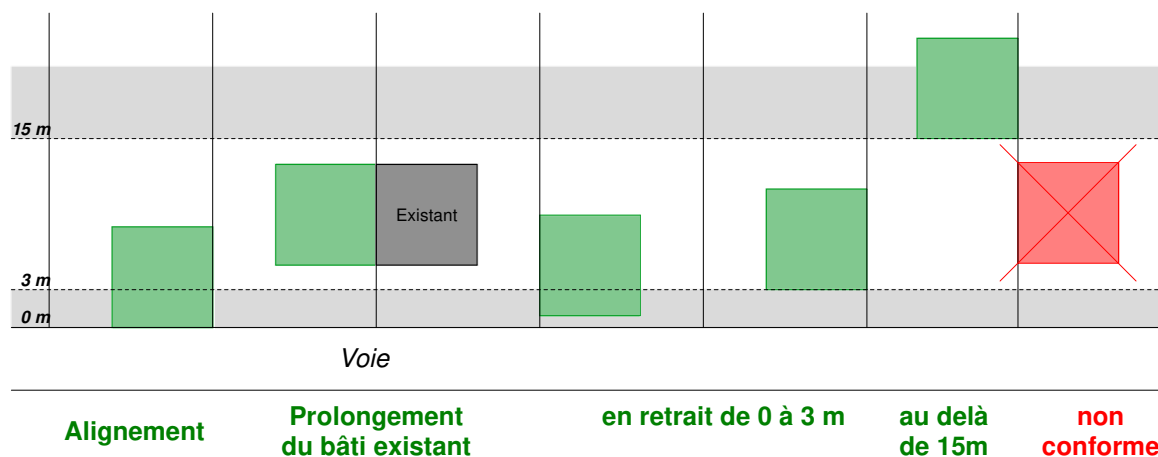 15 m
Existant
3 m
0 m
Voie
Alignement
Prolongement
du bâti existant
en retrait de 0 à 3 m
au delà
de 15m
non
conforme